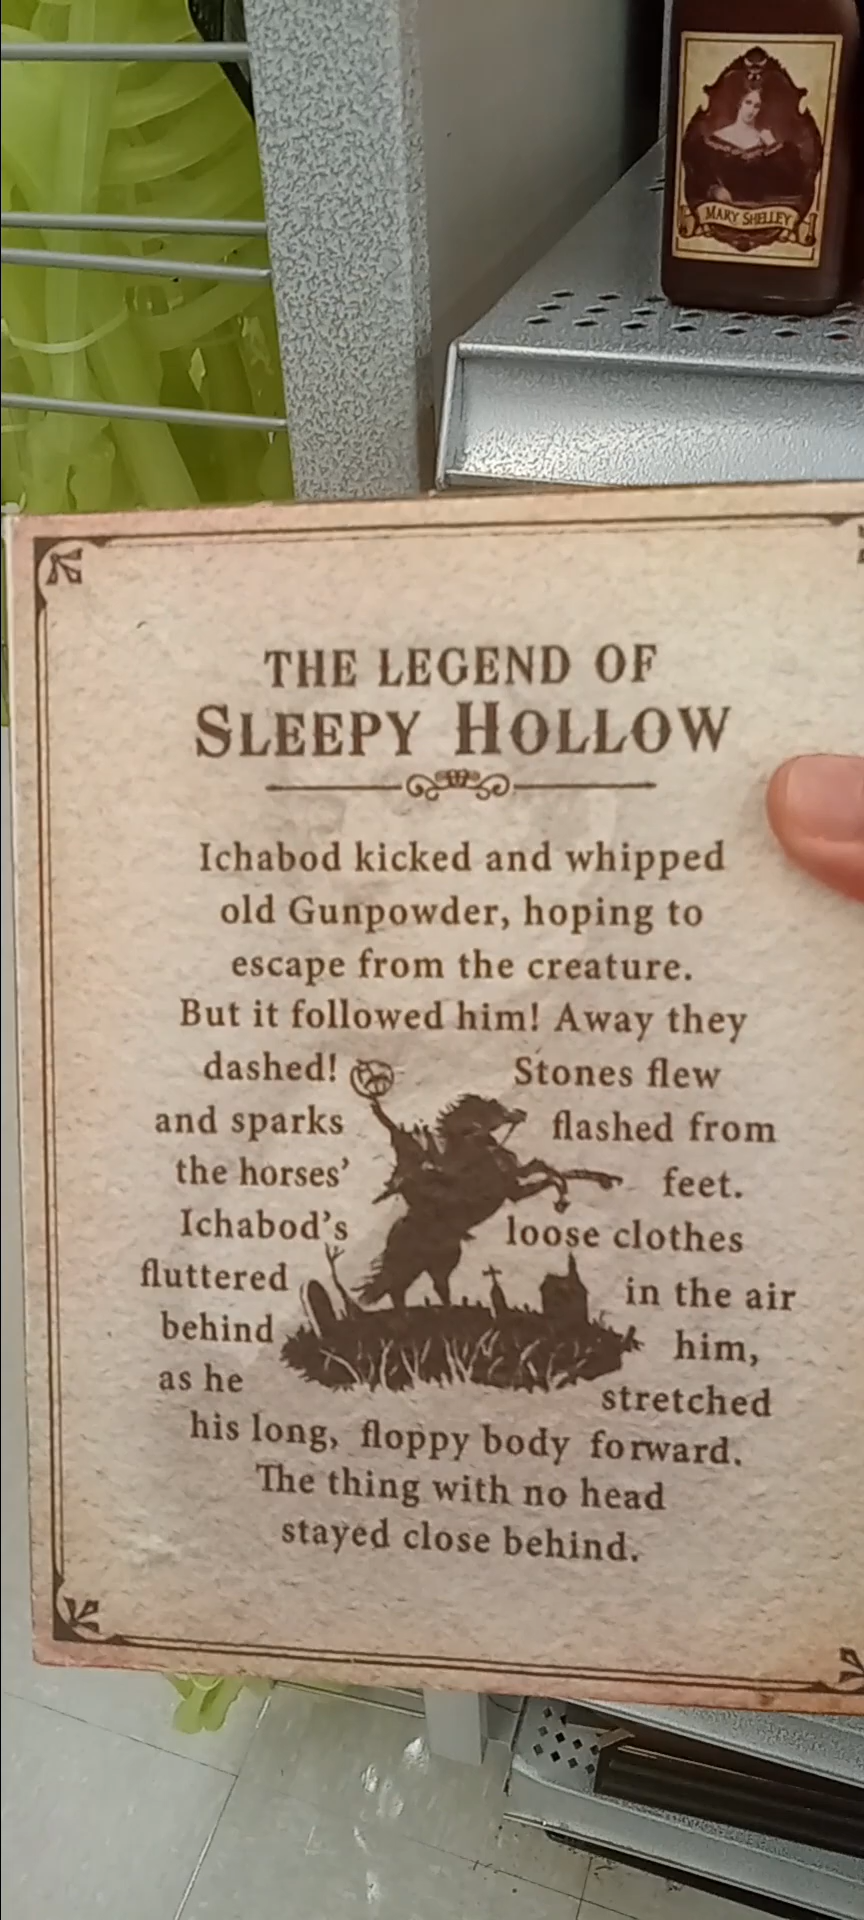 MARY SHELLEY
THE LEGEND OF
SLEEPY HOLLOW
Ichabod kicked and whipped
old Gunpowder, hoping to
escape from the creature.
But it followed him! Away they
dashed! Stones flew
and sparks flashed from
the horses’ feet.
Ichabod’s loose clothes
fluttered in the air
behind him,
as he stretched
his long, floppy body forward.
The thing with no head
stayed close behind.